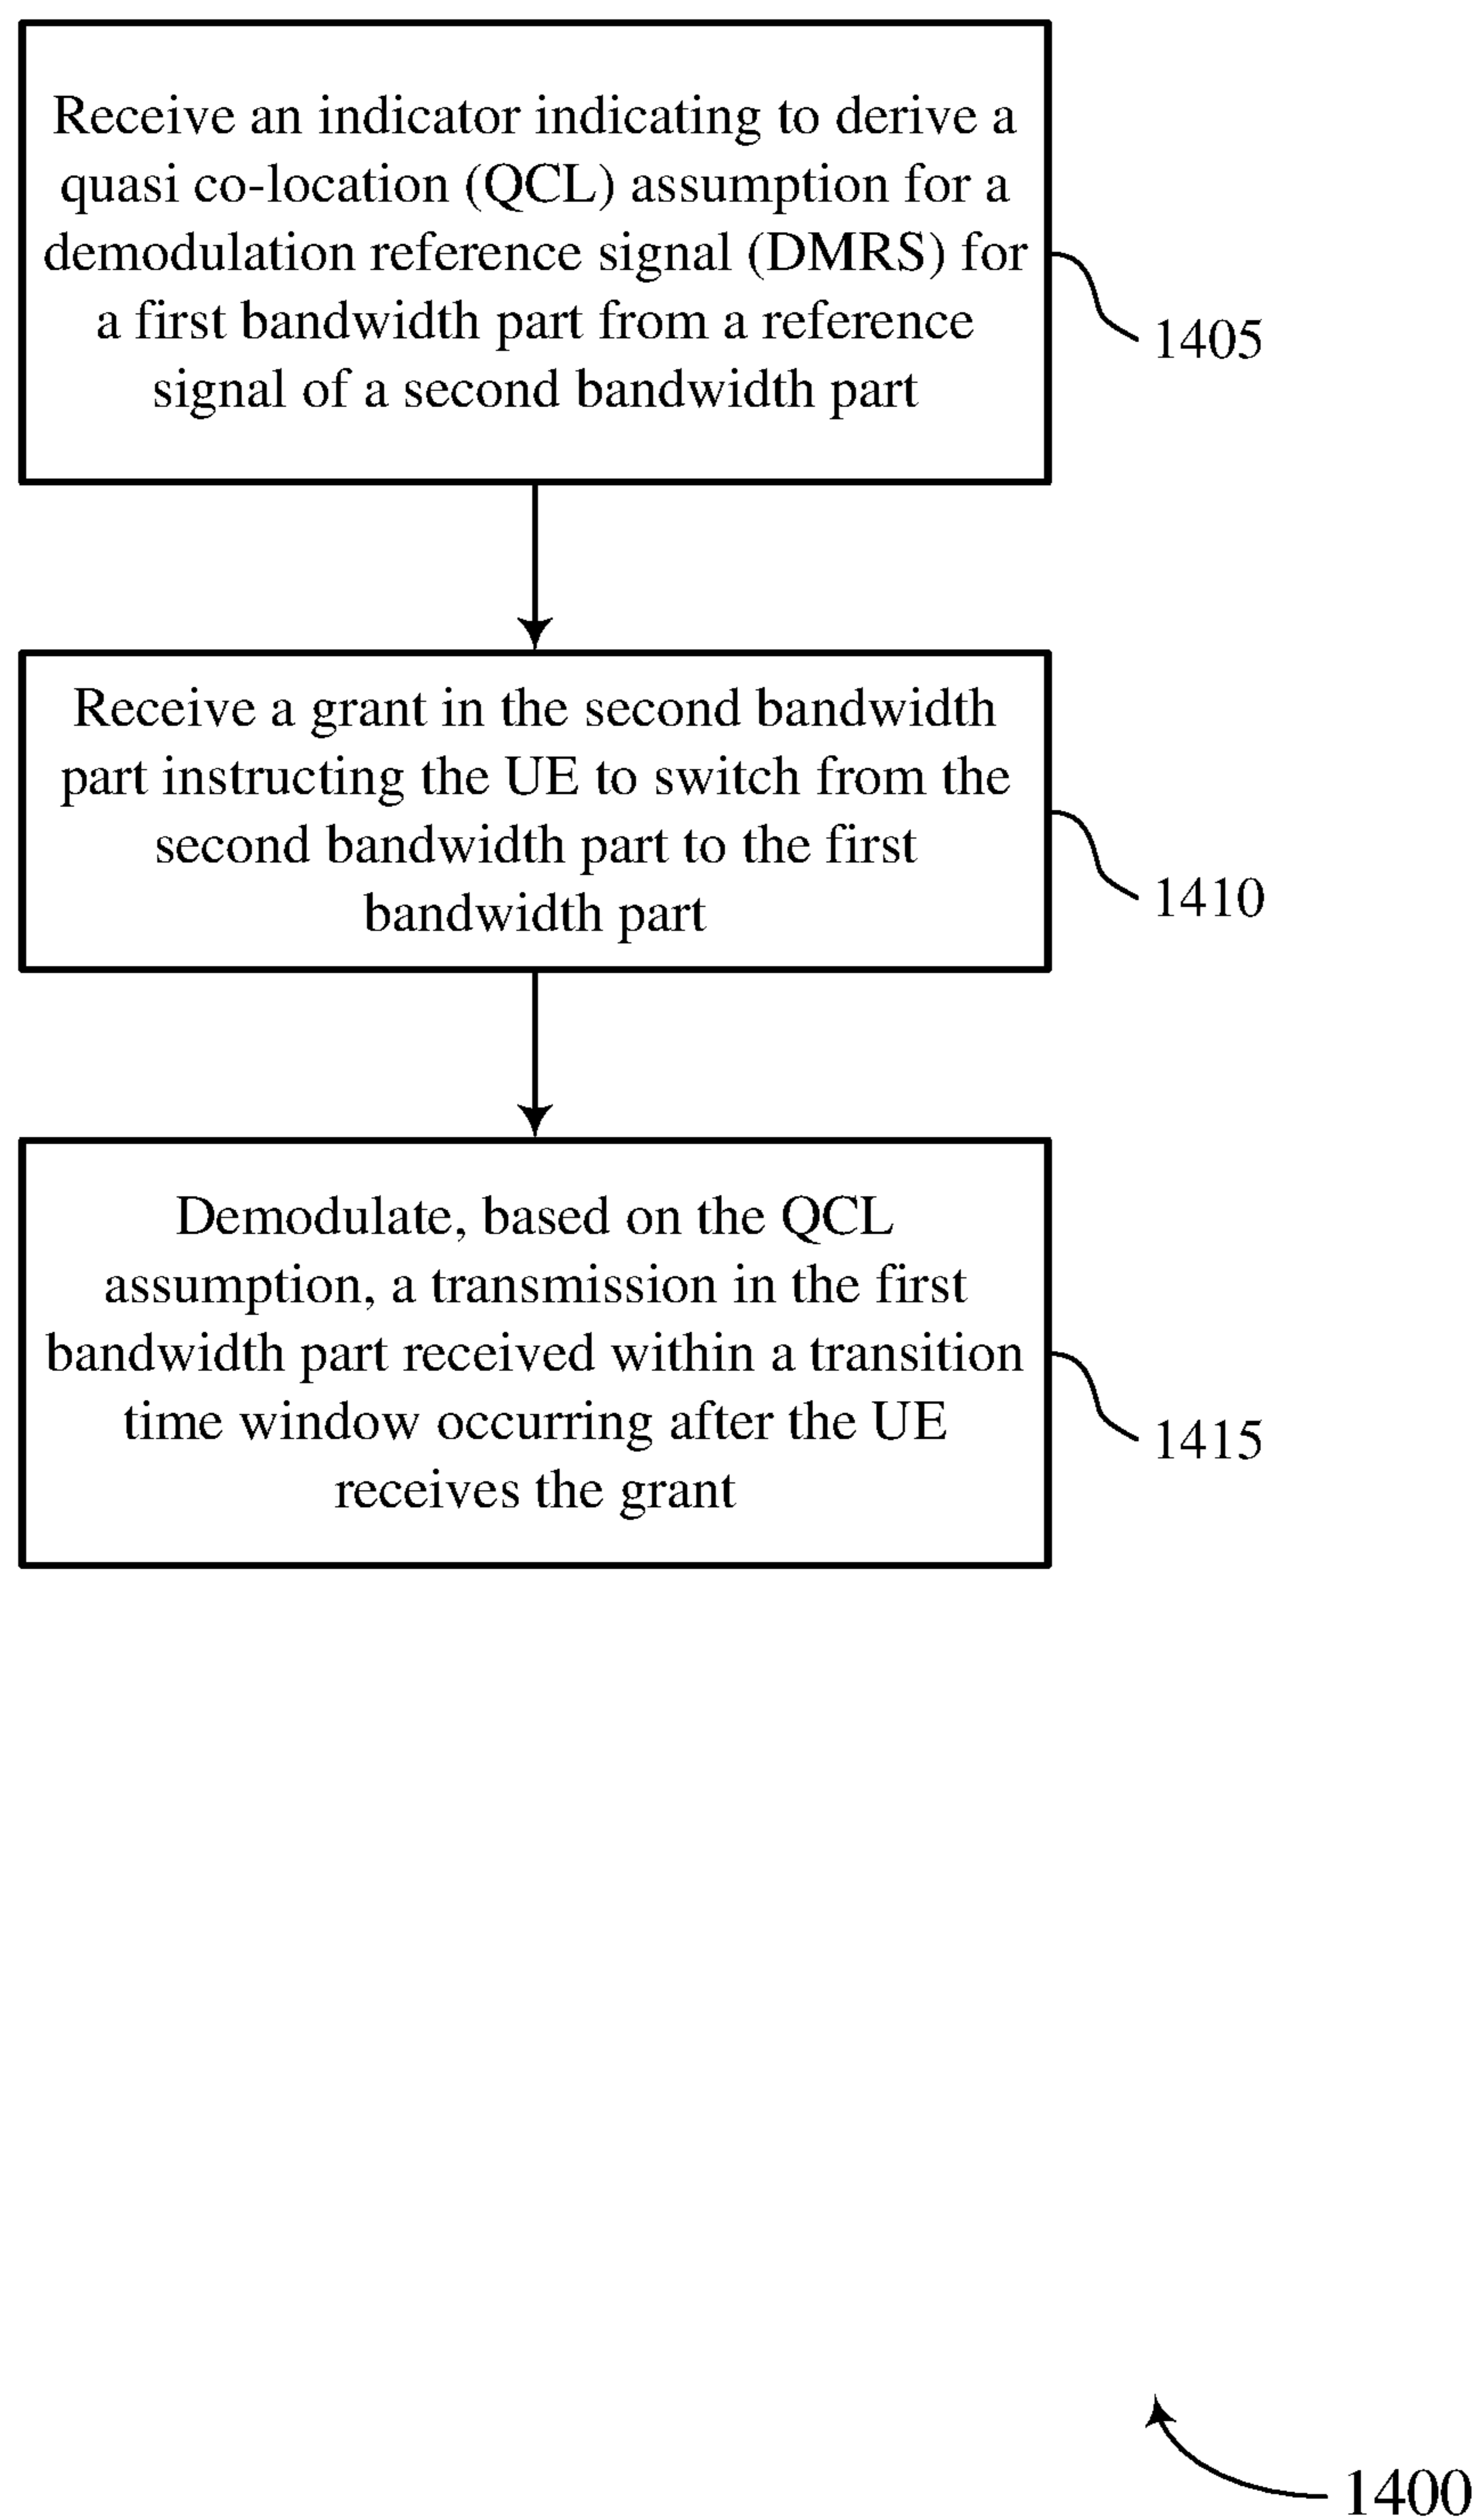 Receive an indicator indicating to derive a
quasi co-location (QCL) assumption for a
demodulation reference signal (DMRS) for
a first bandwidth part from a reference
signal of a second bandwidth part
1405
Receive a grant in the second bandwidth
part instructing the UE to switch from the
second bandwidth part to the first
bandwidth part
1410
Demodulate, based on the QCL
assumption, a transmission in the first
bandwidth part received within a transition
time window occurring after the UE
receives the grant
1415
1400